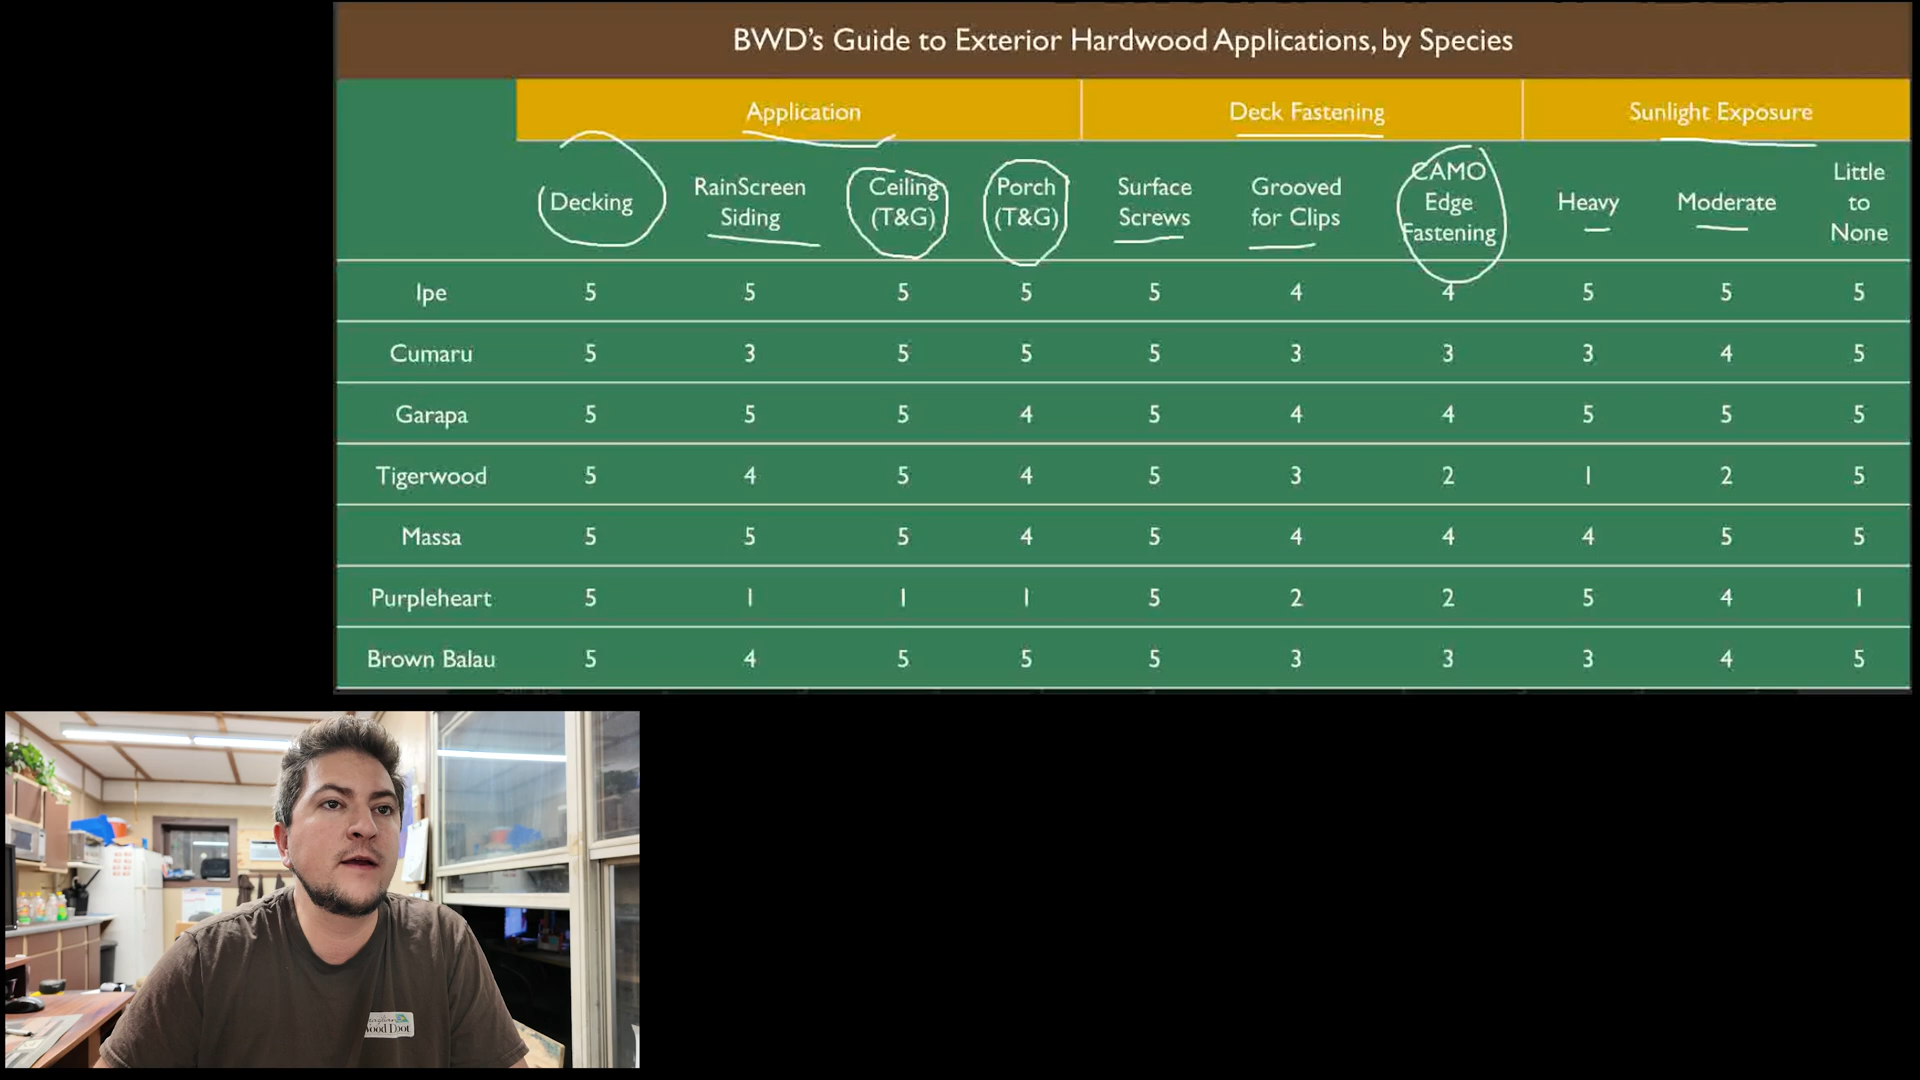 BWD's Guide to Exterior Hardwood Applications, by Species
Application Deck Fastening Sunlight Exposure
Decking RainScreen Siding Ceiling (T&G) Porch (T&G) Surface Screws Grooved for Clips CAMO Edge Fastening Heavy Moderate Little to None
Ipe 5 5 5 5 5 4 4 5 5 5
Cumaru 5 3 5 5 5 3 3 3 4 5
Garapa 5 5 5 4 5 4 4 5 5 5
Tigerwood 5 4 5 4 5 3 2 1 2 5
Massa 5 5 5 4 5 4 4 4 5 5
Purpleheart 5 1 1 1 5 2 2 5 4 1
Brown Balau 5 4 5 5 5 3 3 3 4 5